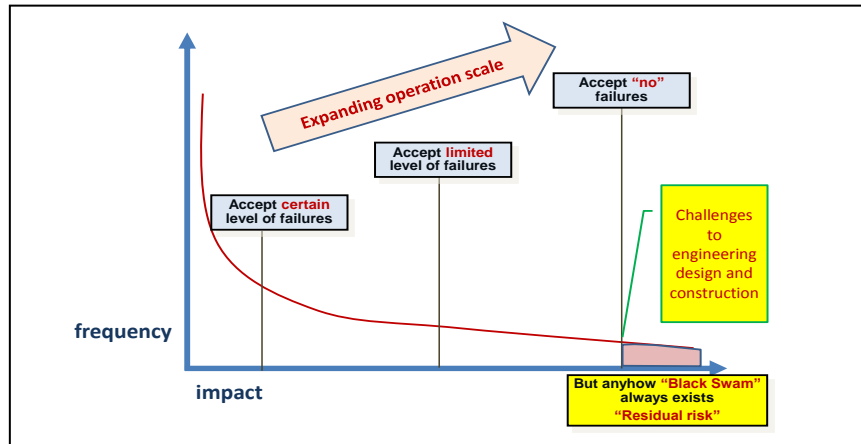 Expanding operation scale
Accept “no”
failures
Accept limited
level of failures
Accept certain
level of failures
Challenges
to
engineering
design and
construction
frequency
impact
But anyhow “Black Swam”
always exists
“Residual risk”